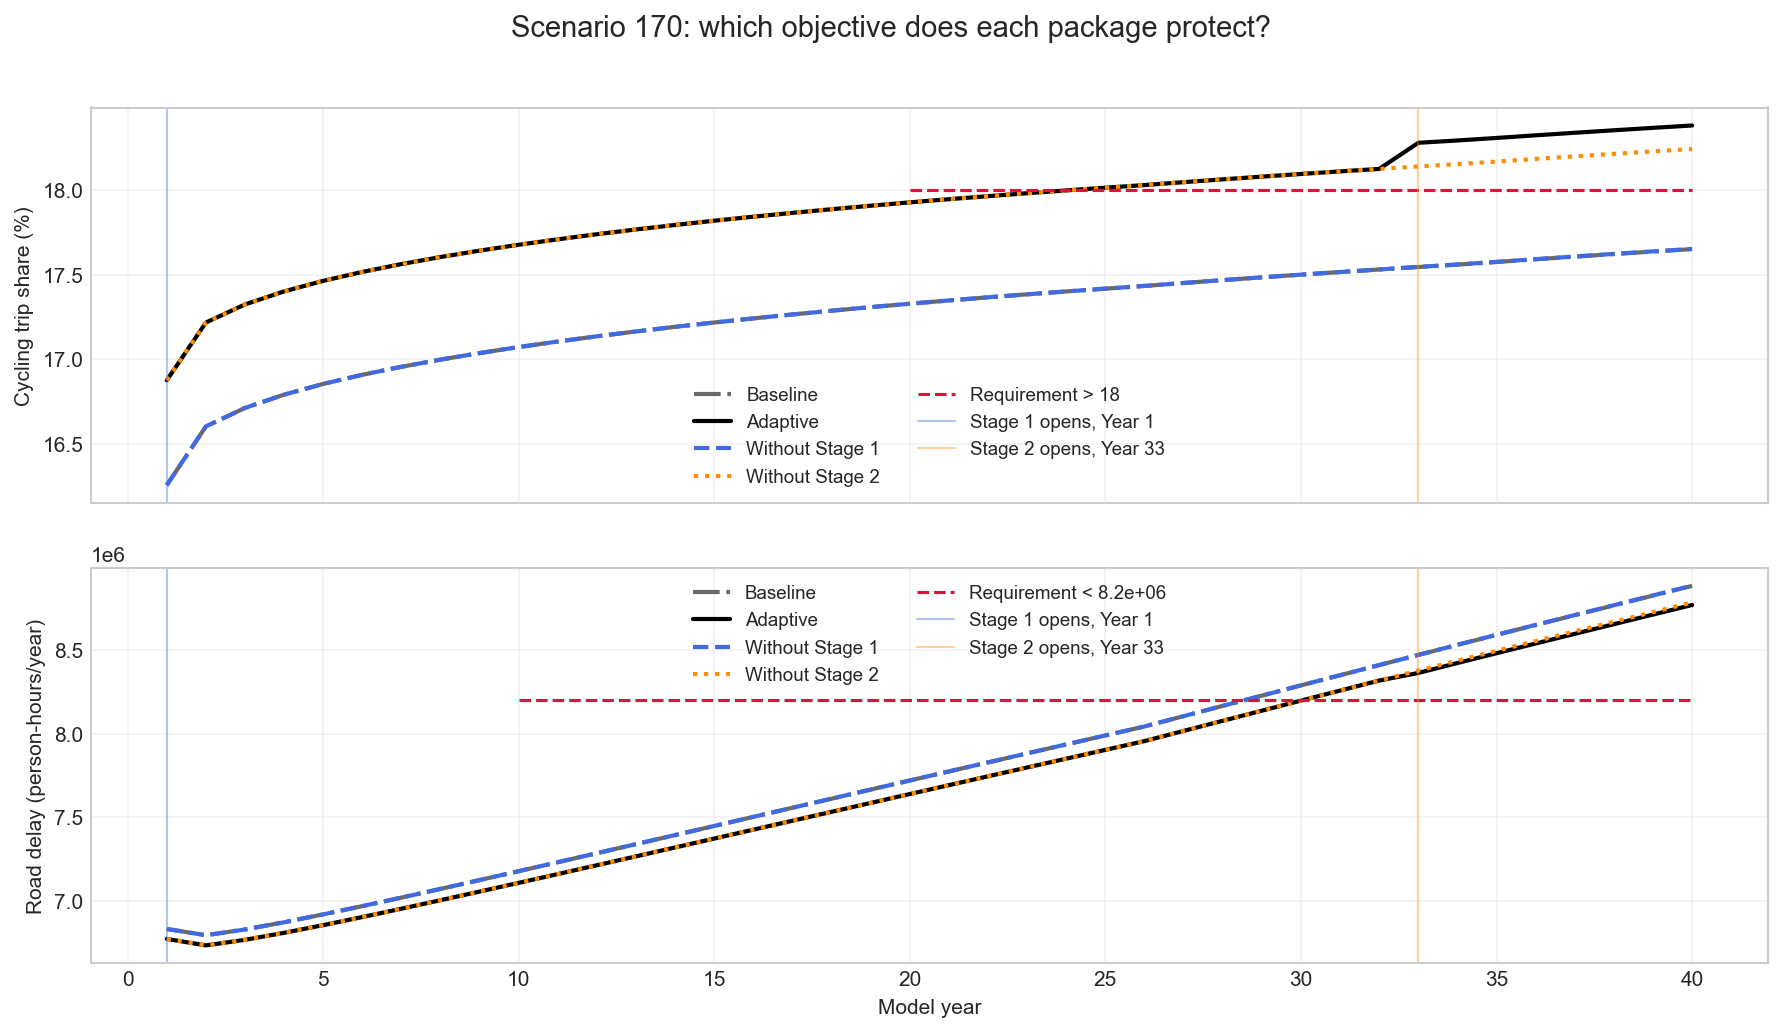 Scenario 170: which objective does each package protect?
Cycling trip share (%)
18.0
17.5
17.0
16.5
Baseline
Adaptive
Without Stage 1
Without Stage 2
Requirement > 18
Stage 1 opens, Year 1
Stage 2 opens, Year 33
1e6
Road delay (person-hours/year)
8.5
8.0
7.5
7.0
Baseline
Adaptive
Without Stage 1
Without Stage 2
Requirement < 8.2e+06
Stage 1 opens, Year 1
Stage 2 opens, Year 33
0 5 10 15 20 25 30 35 40
Model year